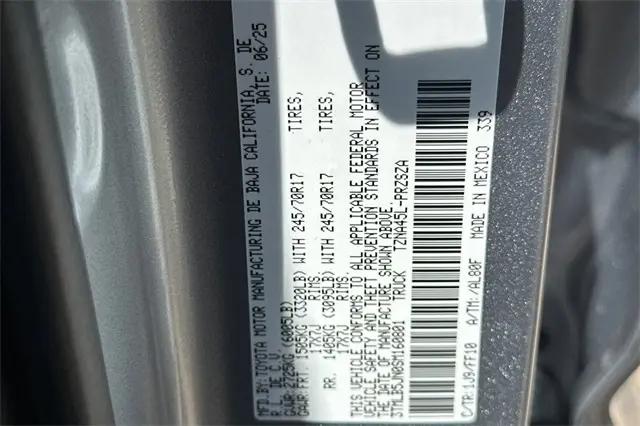 MFD.BY:TOYOTA MOTOR MANUFACTURING DE BAJA CALIFORNIA, S. DE
R.L. DE C.V. DATE: 06/25
GVWR 2725KG (6005LB)
GAWR FRT. 1505KG (3320LB) WITH 245/70R17 TIRES,
17X7J RIMS,
RR. 1405KG (3095LB) WITH 245/70R17 TIRES,
17X7J RIMS.
THIS VEHICLE CONFORMS TO ALL APPLICABLE FEDERAL MOTOR
VEHICLE SAFETY AND THEFT PREVENTION STANDARDS IN EFFECT ON
THE DATE OF MANUFACTURE SHOWN ABOVE.
3TMLB5JN0SM160001 TRUCK TZNA45L-PRZSZA
C/TR:1J9/FF10 A/TM:/AL80F MADE IN MEXICO 339